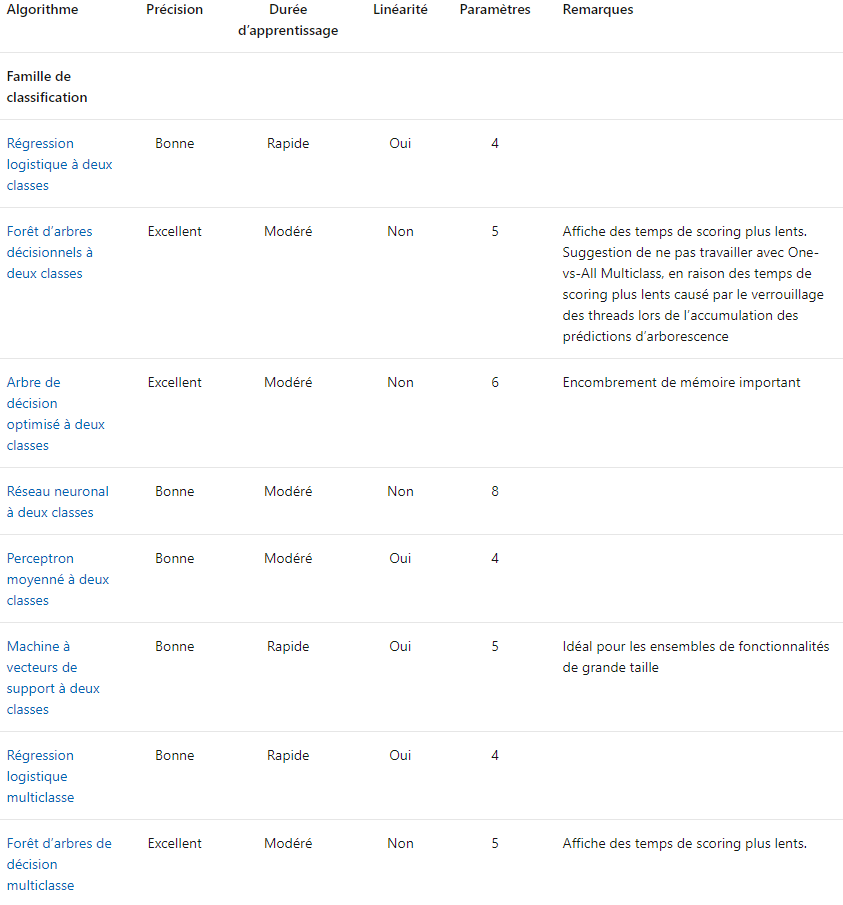 Algorithme Précision Durée d’apprentissage Linéarité Paramètres Remarques
Famille de
classification
Régression Bonne Rapide Oui 4
logistique à deux
classes
Forêt d’arbres Excellent Modéré Non 5 Affiche des temps de scoring plus lents.
décisionnels à Suggestion de ne pas travailler avec One-
deux classes vs-All Multiclass, en raison des temps de
scoring plus lents causé par le verrouillage
des threads lors de l’accumulation des
prédictions d’arborescence
Arbre de Excellent Modéré Non 6 Encombrement de mémoire important
décision
optimisé à deux
classes
Réseau neuronal Bonne Modéré Non 8
à deux classes
Perceptron Bonne Modéré Oui 4
moyenné à deux
classes
Machine à Bonne Rapide Oui 5 Idéal pour les ensembles de fonctionnalités
vecteurs de de grande taille
support à deux
classes
Régression Bonne Rapide Oui 4
logistique
multiclasse
Forêt d’arbres de Excellent Modéré Non 5 Affiche des temps de scoring plus lents.
décision
multiclasse